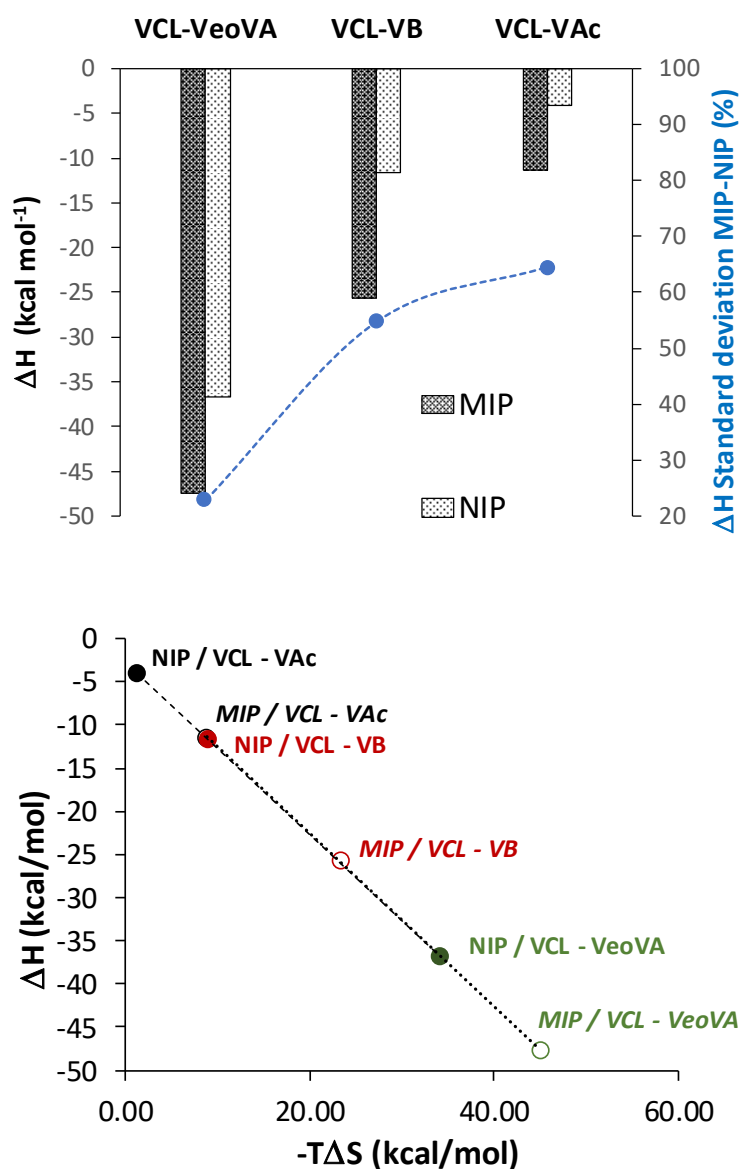 VCL-VeoVA VCL-VB VCL-VAc
0
-5
-10
-15
-20
-25
-30
-35
-40
-45
-50
ΔH (kcal mol-1)
100
90
80
70
60
50
40
30
20
ΔH Standard deviation MIP-NIP (%)
MIP
NIP
0
-5
-10
-15
-20
-25
-30
-35
-40
-45
-50
ΔH (kcal/mol)
NIP / VCL - VAc
MIP / VCL - VAc
NIP / VCL - VB
MIP / VCL - VB
NIP / VCL - VeoVA
MIP / VCL - VeoVA
0.00 20.00 40.00 60.00
-TΔS (kcal/mol)